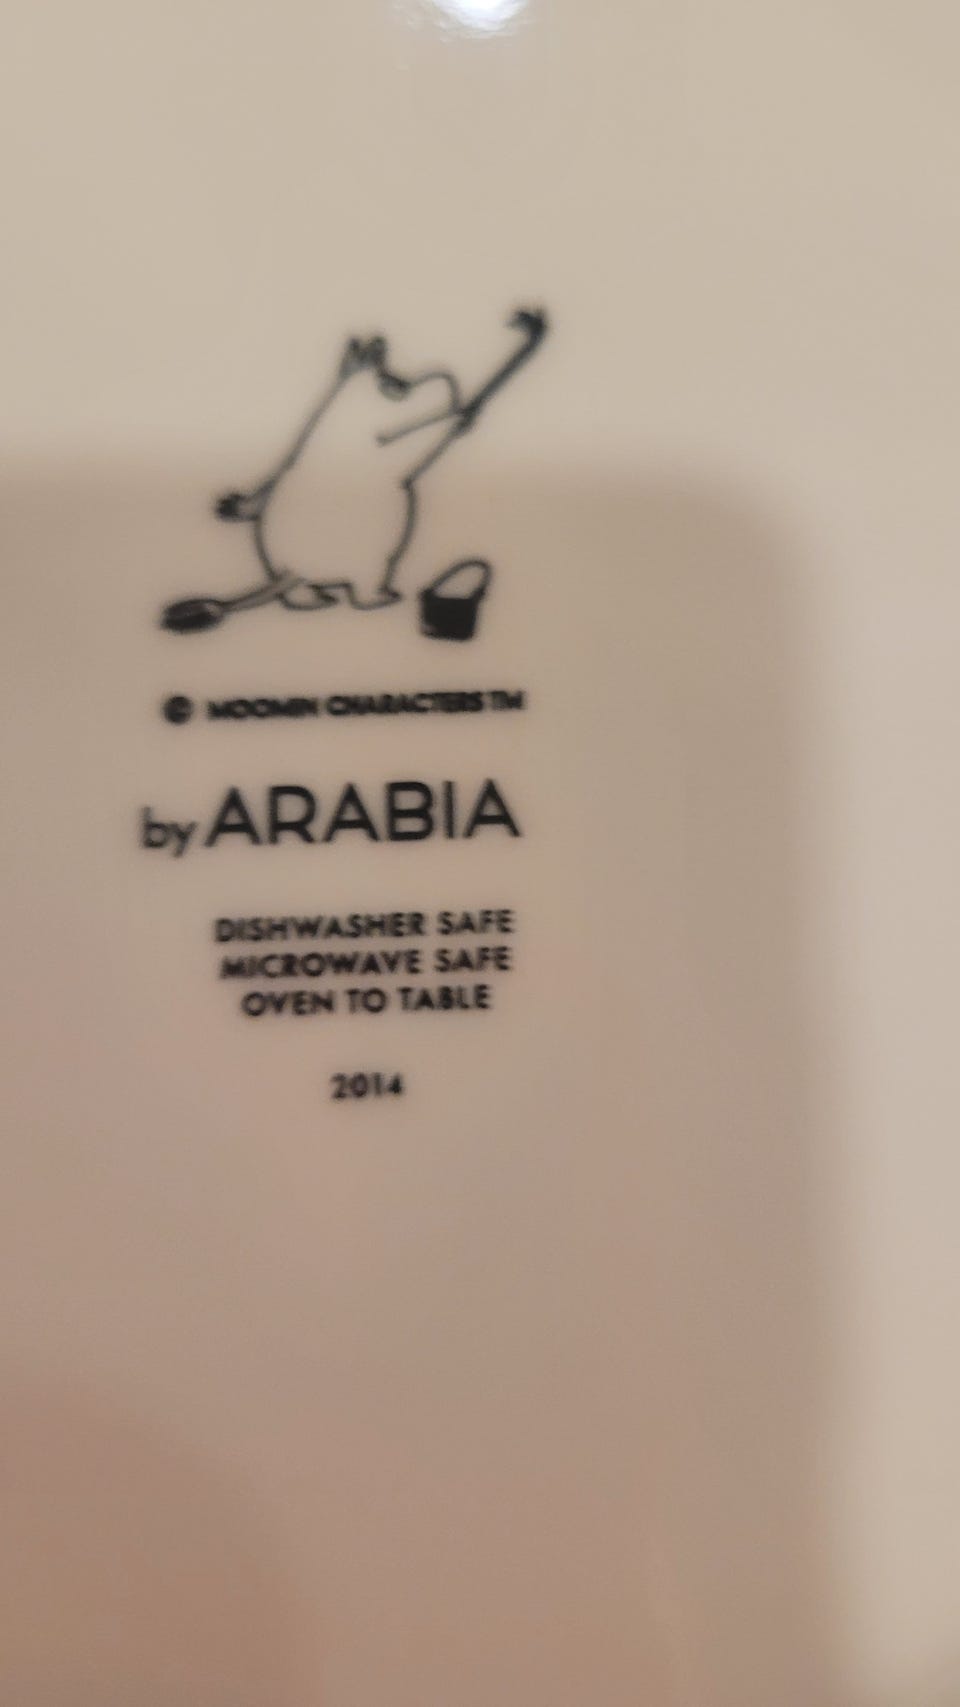 © MOOMIN CHARACTERS TM
by ARABIA
DISHWASHER SAFE
MICROWAVE SAFE
OVEN TO TABLE
2014